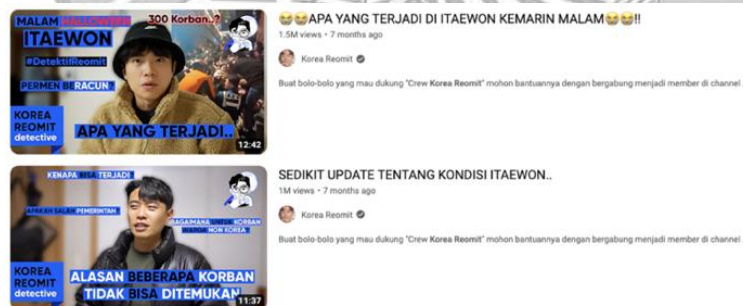 MALAM HALLOWEEN
300 Korban..?
ITAEWON
#DetektifReomit
PERMEN BERACUN?
KOREA
REOMIT
detective
APA YANG TERJADI..
12:42
😂😂APA YANG TERJADI DI ITAEWON KEMARIN MALAM😂😂!!
1.5M views • 7 months ago
Korea Reomit
Buat bolo-bolo yang mau dukung "Crew Korea Reomit" mohon bantuannya dengan bergabung menjadi member di channel
KENAPA BISA TERJADI?
APAKAH SALAH PEMERINTAH
BAGAIMANA UNTUK KORBAN
WARGA NON KOREA?
KOREA
REOMIT
detective
ALASAN BEBERAPA KORBAN
TIDAK BISA DITEMUKAN
11:37
SEDIKIT UPDATE TENTANG KONDISI ITAEWON..
1M views • 7 months ago
Korea Reomit
Buat bolo-bolo yang mau dukung "Crew Korea Reomit" mohon bantuannya dengan bergabung menjadi member di channel